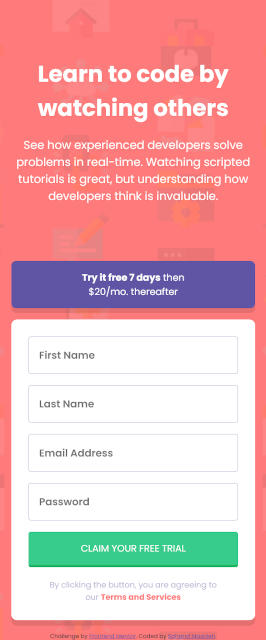 Learn to code by
watching others
See how experienced developers solve
problems in real-time. Watching scripted
tutorials is great, but understanding how
developers think is invaluable.
Try it free 7 days then
$20/mo. thereafter
First Name
Last Name
Email Address
Password
CLAIM YOUR FREE TRIAL
By clicking the button, you are agreeing to
our Terms and Services
Challenge by Frontend Mentor. Coded by